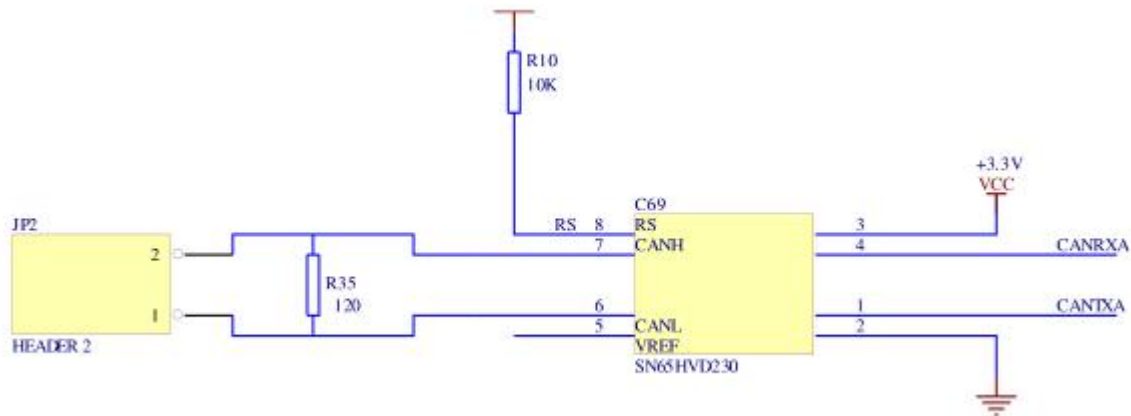 R10
10K
+3.3V
VCC
C69
JP2
RS 8 RS 3
7 CANH 4 CANRXA
2
R35
120
1
6 1 CANTXA
5 CANL 2
VREF
HEADER 2
SN65HVD230